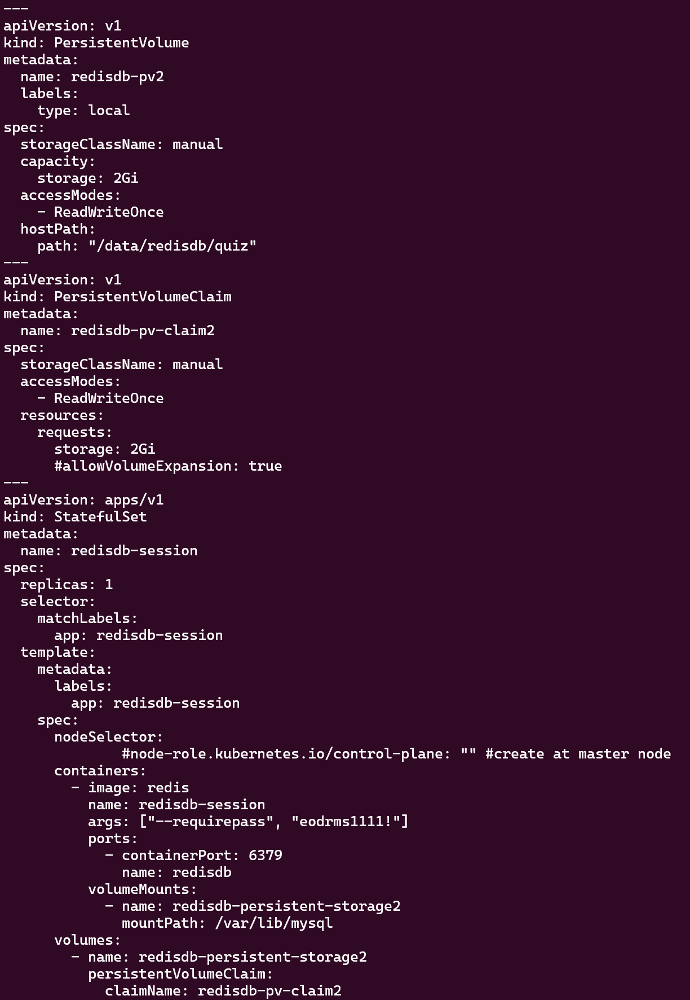 ---
apiVersion: v1
kind: PersistentVolume
metadata:
  name: redisdb-pv2
  labels:
    type: local
spec:
  storageClassName: manual
  capacity:
    storage: 2Gi
  accessModes:
    - ReadWriteOnce
  hostPath:
    path: "/data/redisdb/quiz"
---
apiVersion: v1
kind: PersistentVolumeClaim
metadata:
  name: redisdb-pv-claim2
spec:
  storageClassName: manual
  accessModes:
    - ReadWriteOnce
  resources:
    requests:
      storage: 2Gi
      #allowVolumeExpansion: true
---
apiVersion: apps/v1
kind: StatefulSet
metadata:
  name: redisdb-session
spec:
  replicas: 1
  selector:
    matchLabels:
      app: redisdb-session
  template:
    metadata:
      labels:
        app: redisdb-session
    spec:
      nodeSelector:
              #node-role.kubernetes.io/control-plane: "" #create at master node
      containers:
        - image: redis
          name: redisdb-session
          args: ["--requirepass", "eodrms1111!"]
          ports:
            - containerPort: 6379
              name: redisdb
          volumeMounts:
            - name: redisdb-persistent-storage2
              mountPath: /var/lib/mysql
      volumes:
        - name: redisdb-persistent-storage2
          persistentVolumeClaim:
            claimName: redisdb-pv-claim2